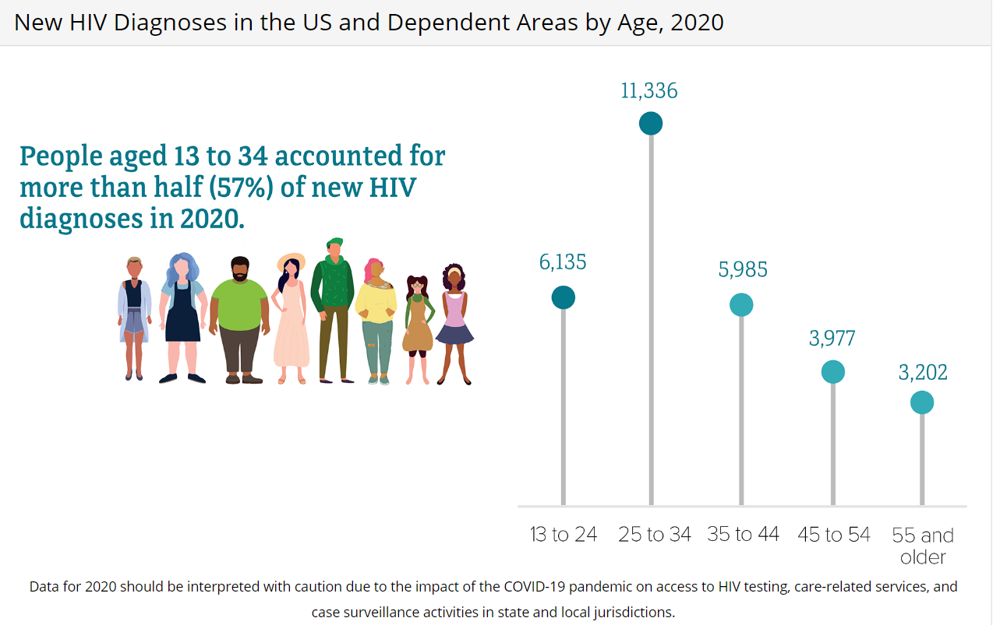 New HIV Diagnoses in the US and Dependent Areas by Age, 2020
People aged 13 to 34 accounted for
more than half (57%) of new HIV
diagnoses in 2020.
11,336
6,135
5,985
3,977
3,202
13 to 24
25 to 34
35 to 44
45 to 54
55 and
older
Data for 2020 should be interpreted with caution due to the impact of the COVID-19 pandemic on access to HIV testing, care-related services, and
case surveillance activities in state and local jurisdictions.